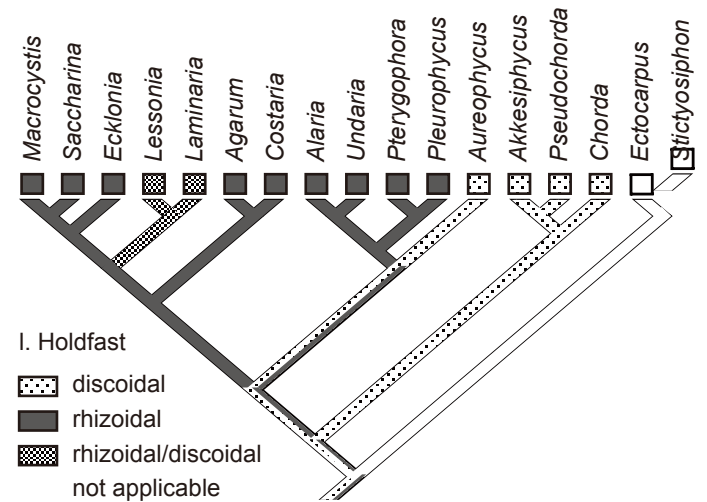 Macrocystis
Saccharina
Ecklonia
Lessonia
Laminaria
Agarum
Costaria
Alaria
Undaria
Pterygophora
Pleurophycus
Aureophycus
Akkesiphycus
Pseudochorda
Chorda
Ectocarpus
Stictyosiphon
I. Holdfast
discoidal
rhizoidal
rhizoidal/discoidal
not applicable